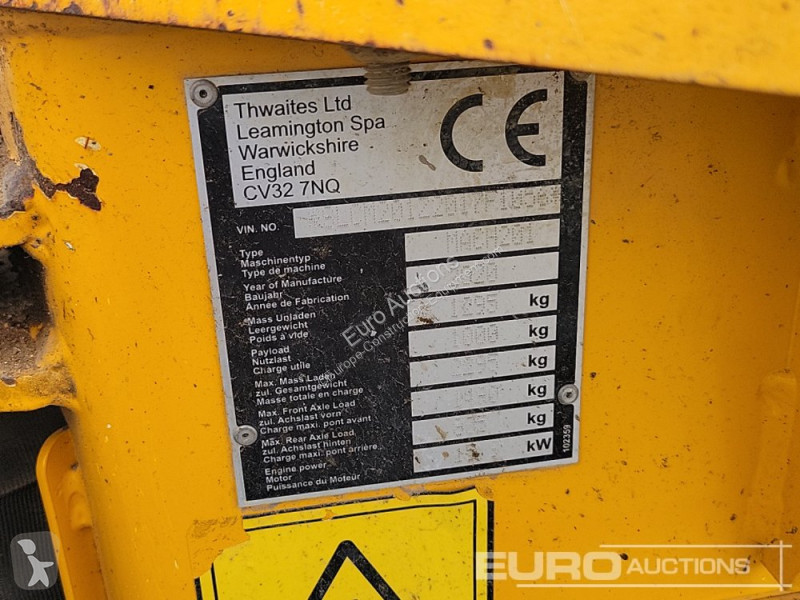 Thwaites Ltd
Leamington Spa
Warwickshire
England
CV32 7NQ
CE
VIN. NO.
Type
Maschinentyp
Type de machine
MACH201
Year of Manufacture
Baujahr
Année de Fabrication
Mass Unladen
Leergewicht
Poids à vide
1295 kg
Payload
Nutzlast
Charge utile
1000 kg
Max. Mass Laden
zul. Gesamtgewicht
Masse totale en charge
kg
Max. Front Axle Load
zul. Achslast vorn
Charge maxi. pont avant
kg
Max. Rear Axle Load
zul. Achslast hinten
Charge maxi. pont arrière
kg
Engine power
Motor
Puissance du Moteur
kW
102359
Euro Auctions
EURO AUCTIONS